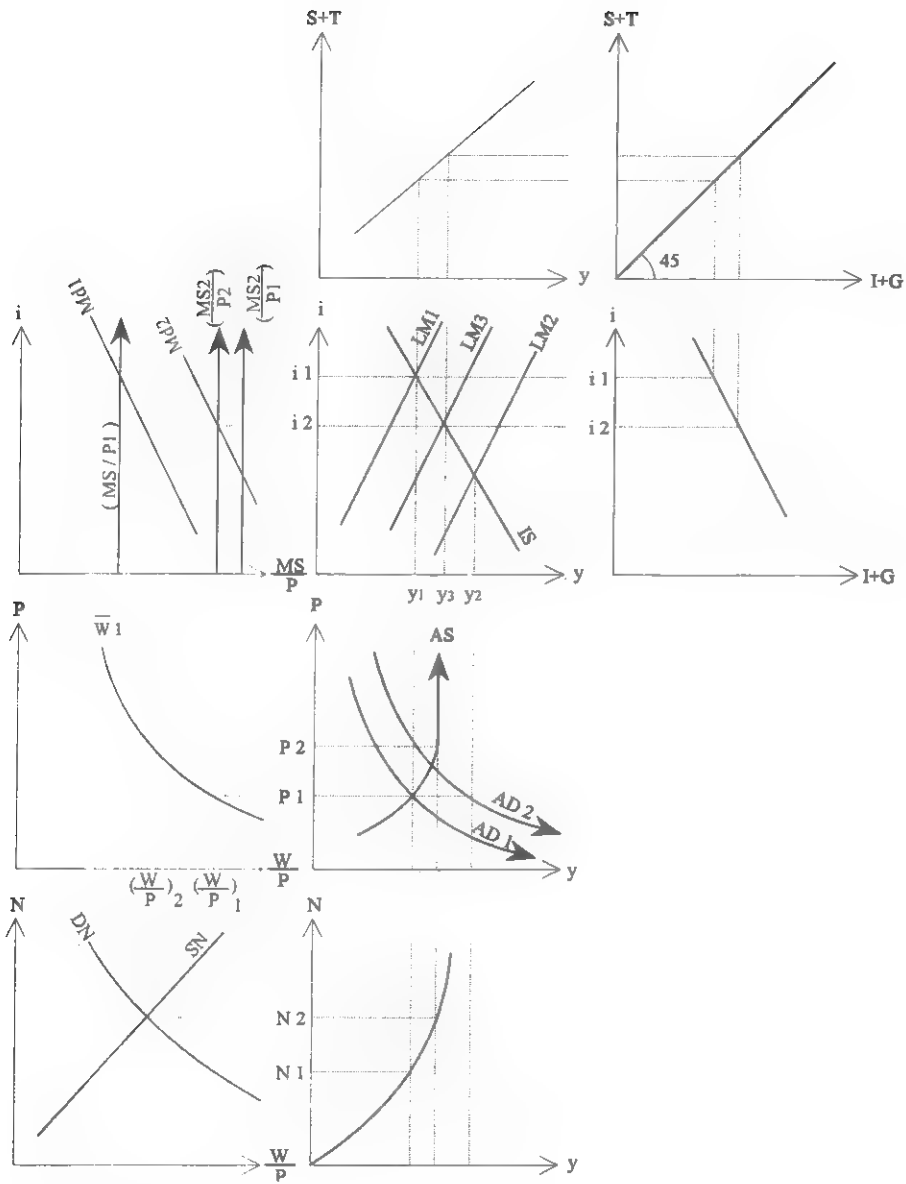 S+T
S+T
45
y
I+G
i
Md1
Md2
(MS2/P2)
(MS2/P1)
(MS / P1)
MS/P
i
LM1
LM3
LM2
i 1
i 2
IS
y1 y3 y2
y
i
i 1
i 2
I+G
P
W̅ 1
(W/P)2 (W/P)1
W/P
P
AS
P 2
P 1
AD 2
AD 1
y
N
DN
SN
W/P
N
N 2
N 1
y